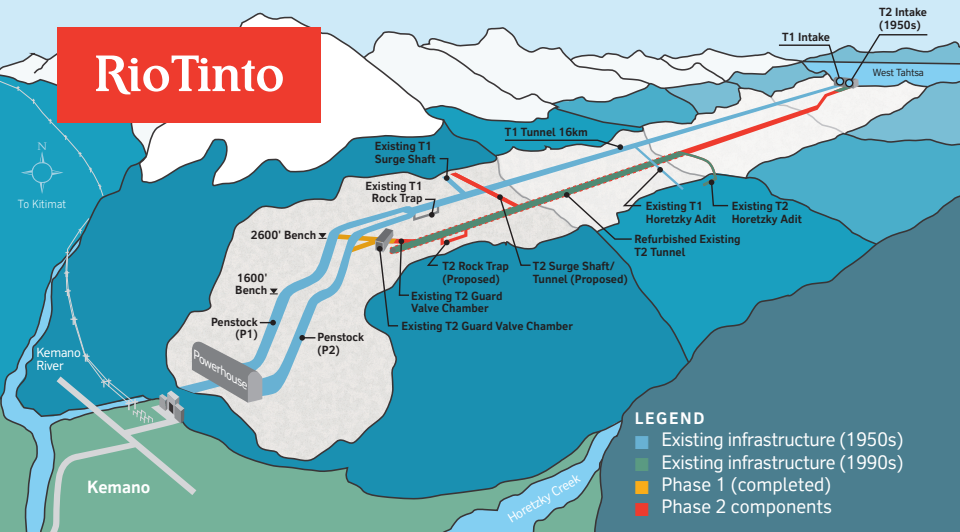 RioTinto
T2 Intake
(1950s)
T1 Intake
West Tahtsa
T1 Tunnel 16km
Existing T1
Surge Shaft
Existing T1
Rock Trap
N
To Kitimat
2600' Bench
1600'
Bench
Existing T1
Horetzky Adit
Existing T2
Horetzky Adit
Refurbished Existing
T2 Tunnel
T2 Rock Trap
(Proposed)
T2 Surge Shaft/
Tunnel (Proposed)
Existing T2 Guard
Valve Chamber
Existing T2 Guard Valve Chamber
Penstock
(P1)
Penstock
(P2)
Powerhouse
Kemano
River
Kemano
Horetzky Creek
LEGEND
Existing infrastructure (1950s)
Existing infrastructure (1990s)
Phase 1 (completed)
Phase 2 components